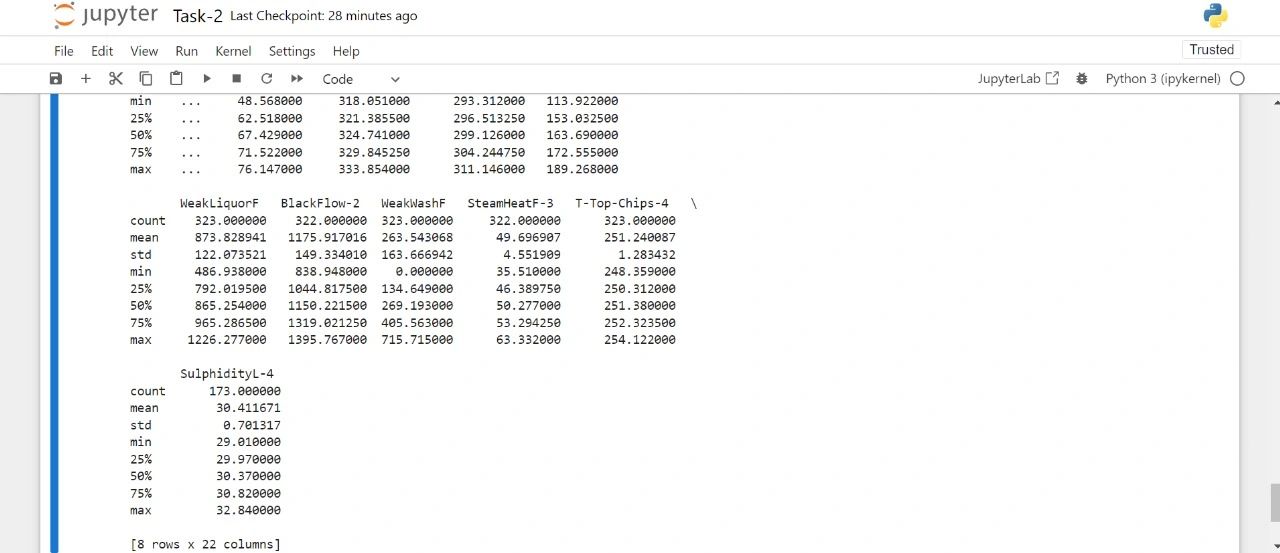 jupyter Task-2 Last Checkpoint: 28 minutes ago
File Edit View Run Kernel Settings Help Trusted
Code JupyterLab Python 3 (ipykernel)
min ... 48.568000 318.051000 293.312000 113.922000
25% ... 62.518000 321.385500 296.513250 153.032500
50% ... 67.429000 324.741000 299.126000 163.690000
75% ... 71.522000 329.845250 304.244750 172.555000
max ... 76.147000 333.854000 311.146000 189.268000
WeakLiquorF BlackFlow-2 WeakWashF SteamHeatF-3 T-Top-Chips-4 \
count 323.000000 322.000000 323.000000 322.000000 323.000000
mean 873.828941 1175.917016 263.543068 49.696907 251.240087
std 122.073521 149.334010 163.666942 4.551909 1.283432
min 486.938000 838.948000 0.000000 35.510000 248.359000
25% 792.019500 1044.817500 134.649000 46.389750 250.312000
50% 865.254000 1150.221500 269.193000 50.277000 251.380000
75% 965.286500 1319.021250 405.563000 53.294250 252.323500
max 1226.277000 1395.767000 715.715000 63.332000 254.122000
SulphidityL-4
count 173.000000
mean 30.411671
std 0.701317
min 29.010000
25% 29.970000
50% 30.370000
75% 30.820000
max 32.840000
[8 rows x 22 columns]